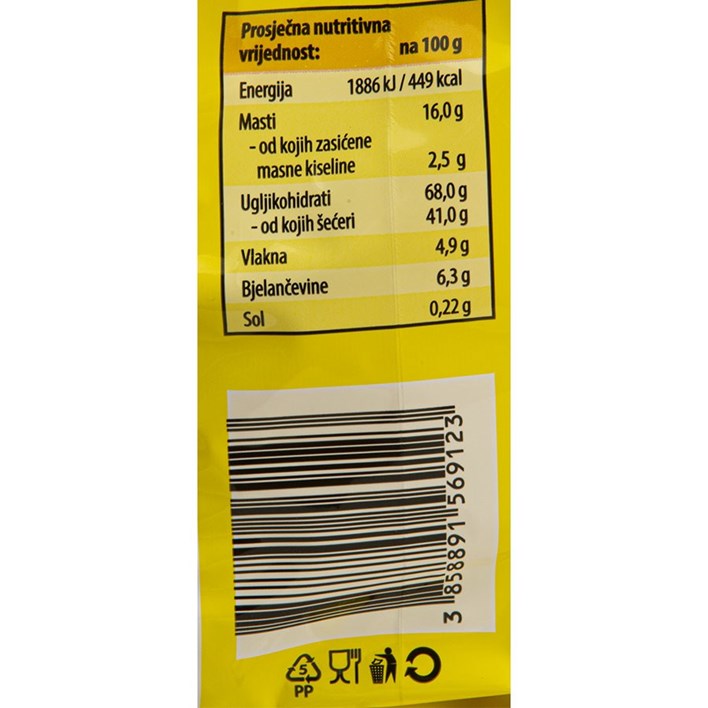 Prosječna nutritivna
vrijednost: na 100 g
Energija 1886 kJ / 449 kcal
Masti 16,0 g
- od kojih zasićene
masne kiseline 2,5 g
Ugljikohidrati 68,0 g
- od kojih šećeri 41,0 g
Vlakna 4,9 g
Bjelančevine 6,3 g
Sol 0,22 g
3 858891 569123
5
PP